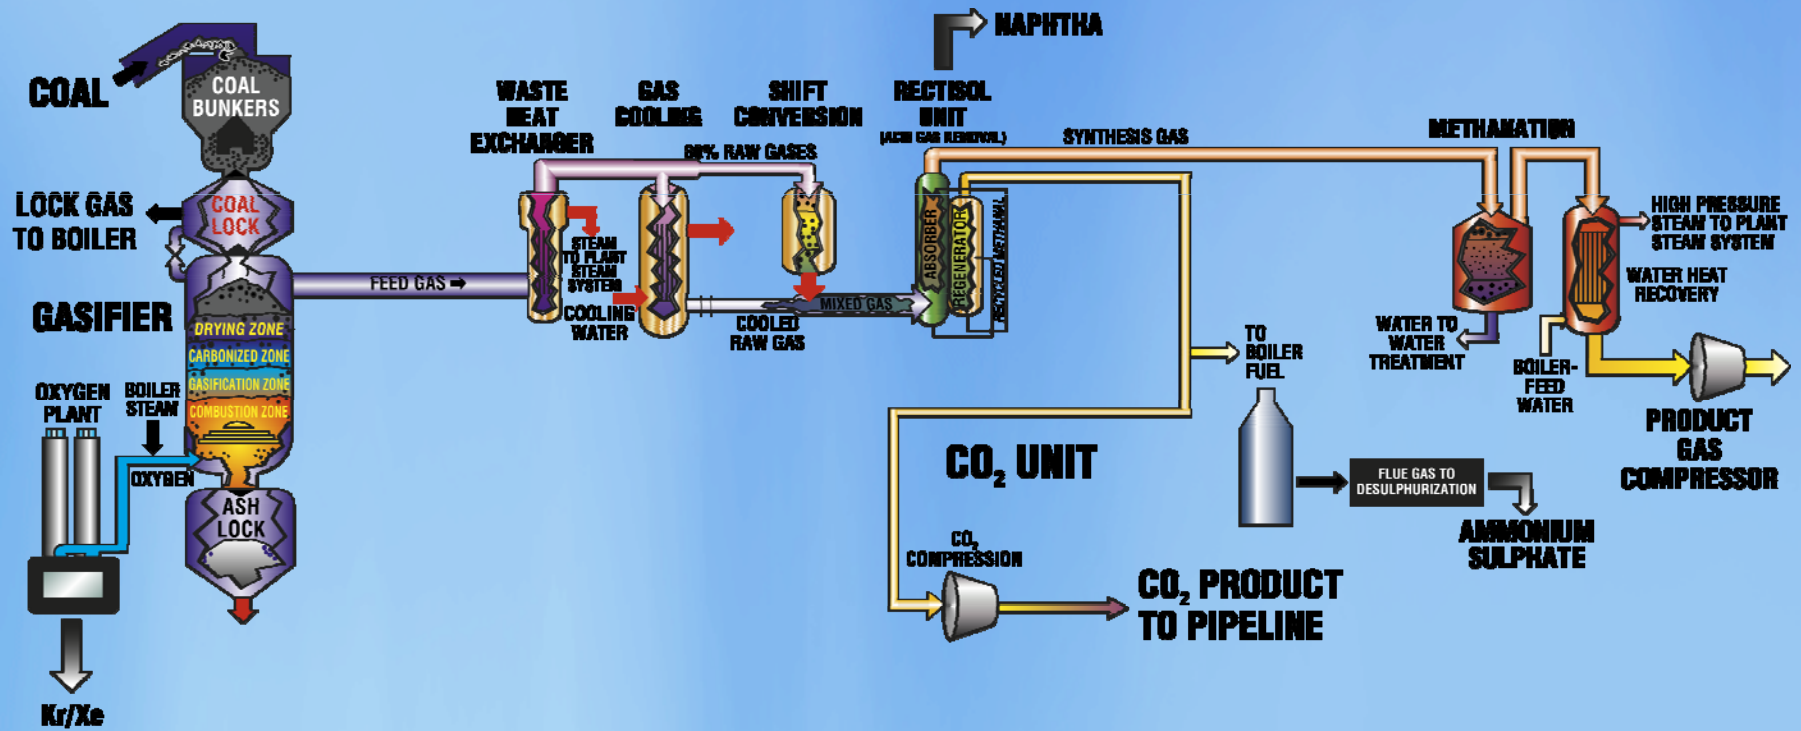 NAPHTHA
COAL
COAL
BUNKERS
WASTE
HEAT
EXCHANGER
GAS
COOLING
SHIFT
CONVERSION
RECTISOL
UNIT
(ACID GAS REMOVAL)
RAW GASES
SYNTHESIS GAS
METHANATION
LOCK GAS
TO BOILER
COAL
LOCK
FEED GAS
STEAM
TO PLANT
STEAM
SYSTEM
COOLING
WATER
MIXED GAS
COOLED
RAW GAS
ABSORBER
REGENERATOR
RECYCLED METHANOL
HIGH PRESSURE
STEAM TO PLANT
STEAM SYSTEM
WATER HEAT
RECOVERY
GASIFIER
DRYING ZONE
CARBONIZED ZONE
GASIFICATION ZONE
COMBUSTION ZONE
OXYGEN
PLANT
BOILER
STEAM
OXYGEN
ASH
LOCK
Kr/Xe
TO
BOILER
FUEL
WATER TO
WATER
TREATMENT
BOILER-
FEED
WATER
PRODUCT
GAS
COMPRESSOR
CO₂ UNIT
FLUE GAS TO
DESULPHURIZATION
AMMONIUM
SULPHATE
CO₂
COMPRESSION
CO₂ PRODUCT
TO PIPELINE